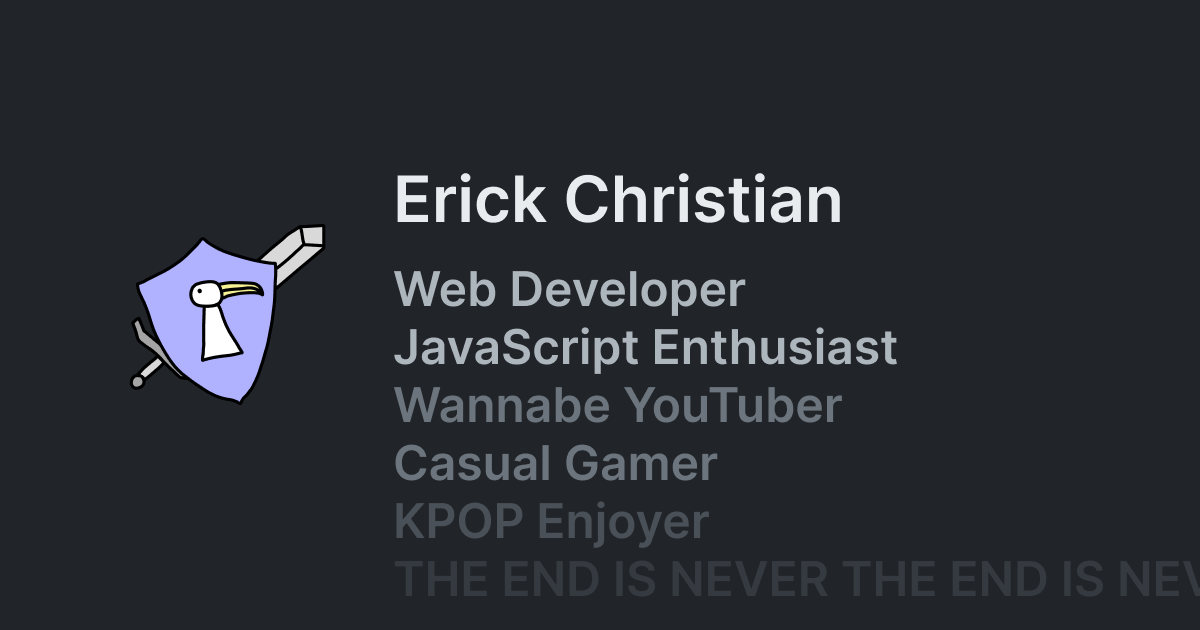 Erick Christian
Web Developer
JavaScript Enthusiast
Wannabe YouTuber
Casual Gamer
KPOP Enjoyer
THE END IS NEVER THE END IS NEV